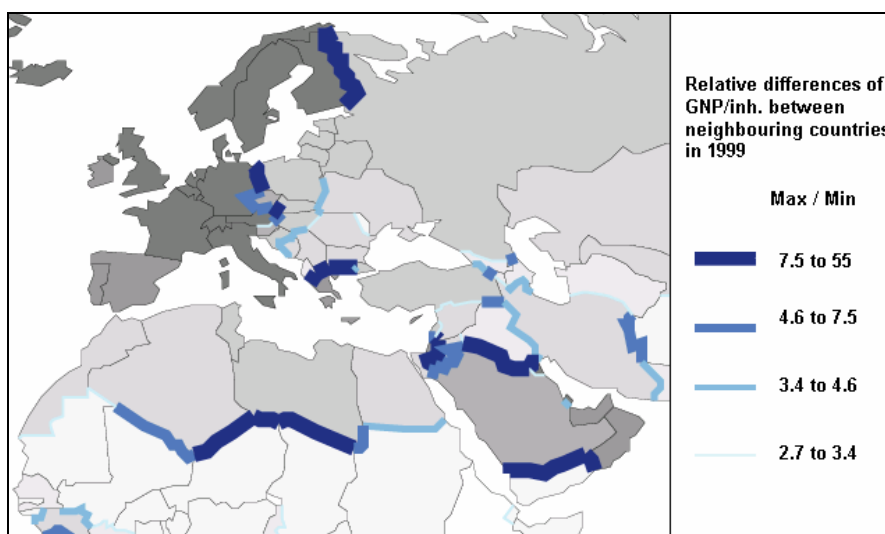 Relative differences of
GNP/inh. between
neighbouring countries
in 1999
Max / Min
7.5 to 55
4.6 to 7.5
3.4 to 4.6
2.7 to 3.4